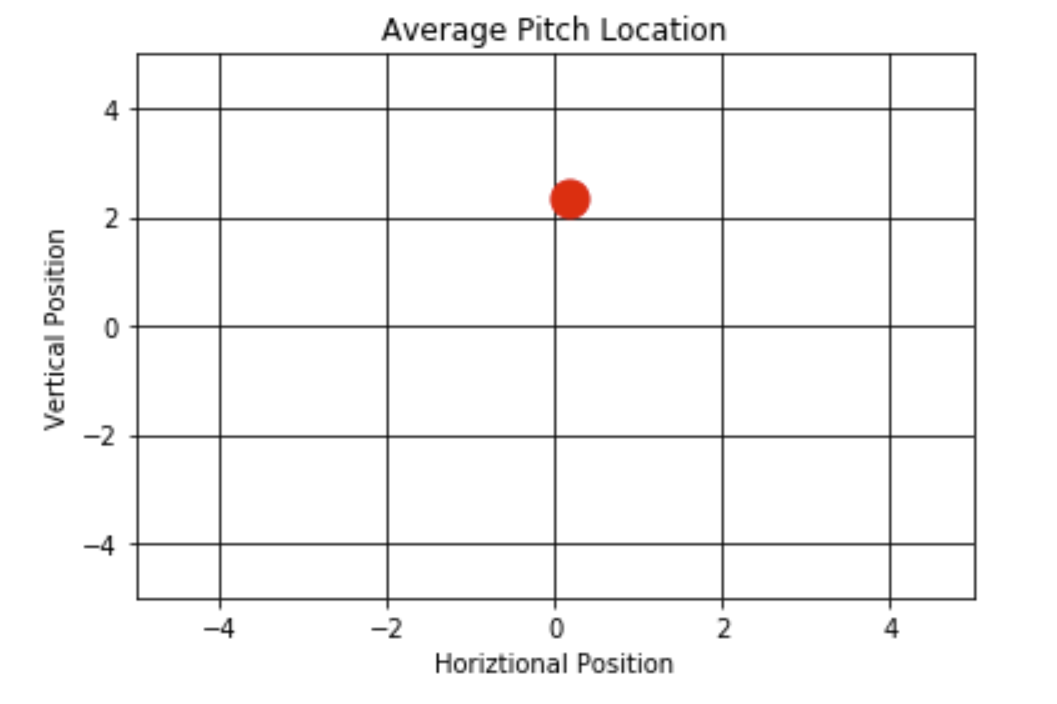 Average Pitch Location
4
2
0
−2
−4
Vertical Position
−4 −2 0 2 4
Horiztional Position